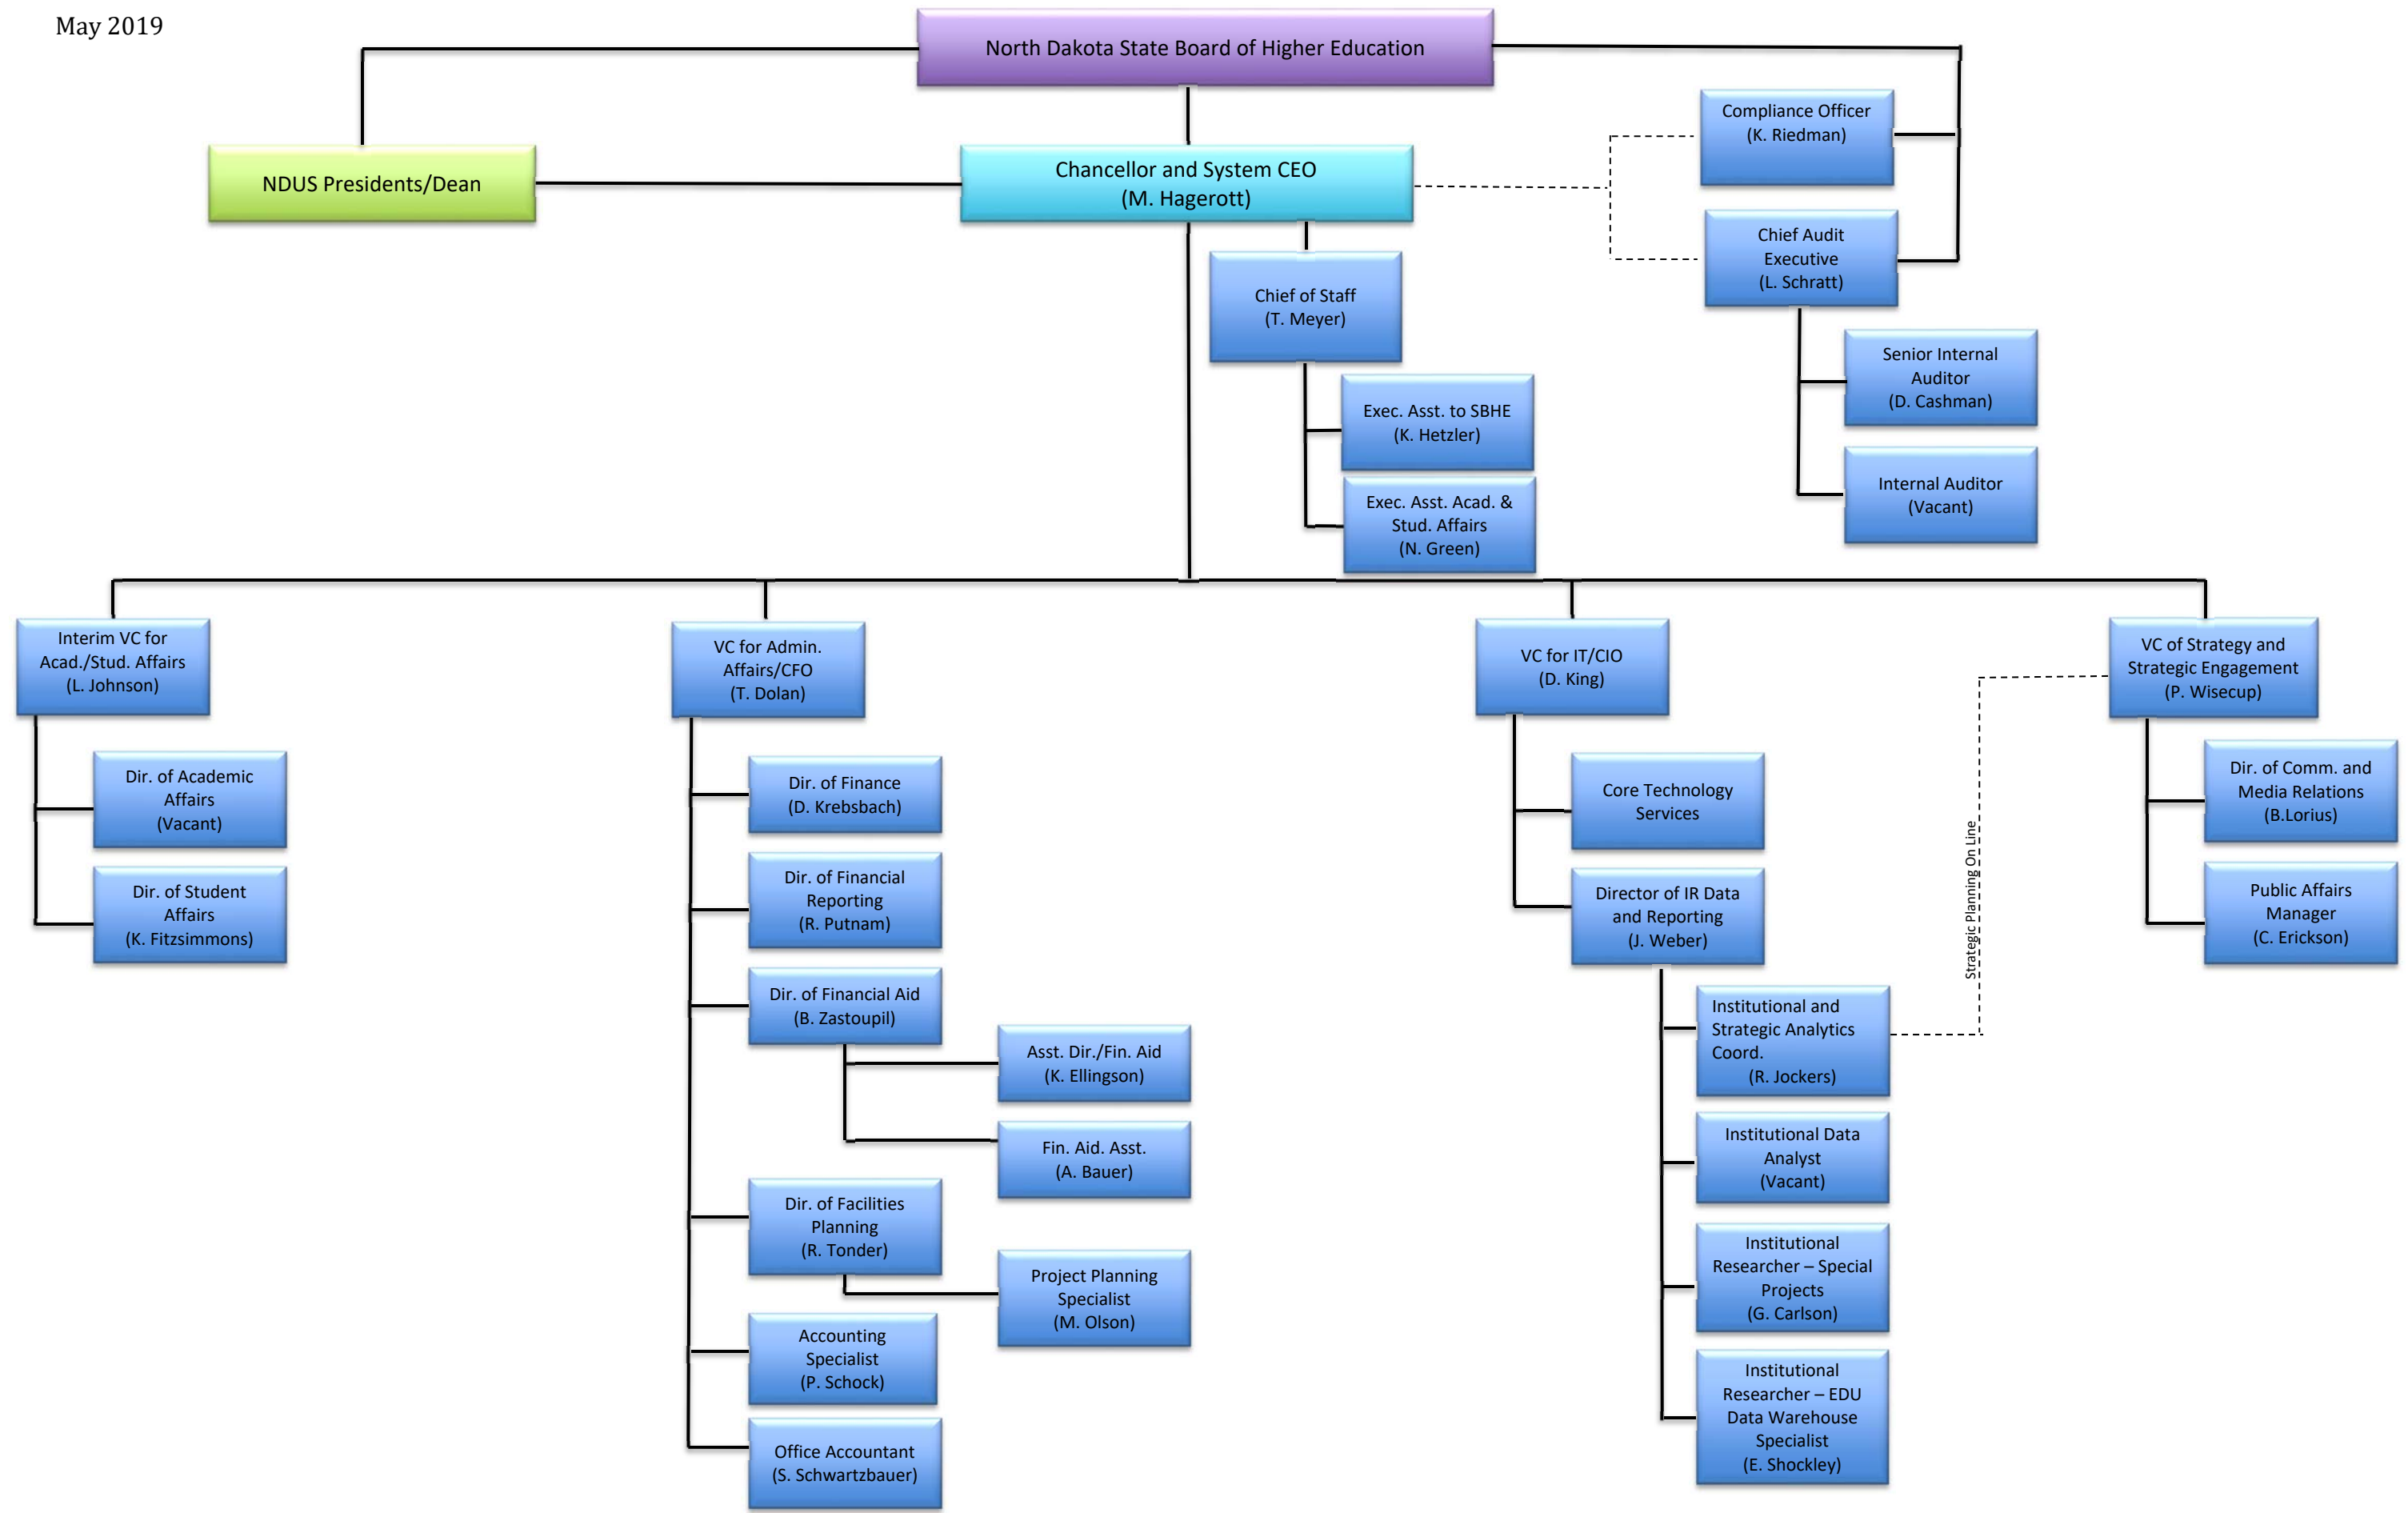 May 2019
North Dakota State Board of Higher Education
Compliance Officer
(K. Riedman)
NDUS Presidents/Dean
Chancellor and System CEO
(M. Hagerott)
Chief Audit
Executive
(L. Schratt)
Chief of Staff
(T. Meyer)
Senior Internal
Auditor
(D. Cashman)
Exec. Asst. to SBHE
(K. Hetzler)
Internal Auditor
(Vacant)
Exec. Asst. Acad. &
Stud. Affairs
(N. Green)
Interim VC for
Acad./Stud. Affairs
(L. Johnson)
Dir. of Academic
Affairs
(Vacant)
Dir. of Student
Affairs
(K. Fitzsimmons)
VC for Admin.
Affairs/CFO
(T. Dolan)
Dir. of Finance
(D. Krebsbach)
Dir. of Financial
Reporting
(R. Putnam)
Dir. of Financial Aid
(B. Zastoupil)
Asst. Dir./Fin. Aid
(K. Ellingson)
Fin. Aid. Asst.
(A. Bauer)
Dir. of Facilities
Planning
(R. Tonder)
Project Planning
Specialist
(M. Olson)
Accounting
Specialist
(P. Schock)
Office Accountant
(S. Schwartzbauer)
VC for IT/CIO
(D. King)
Core Technology
Services
Director of IR Data
and Reporting
(J. Weber)
Institutional and
Strategic Analytics
Coord.
(R. Jockers)
Institutional Data
Analyst
(Vacant)
Institutional
Researcher – Special
Projects
(G. Carlson)
Institutional
Researcher – EDU
Data Warehouse
Specialist
(E. Shockley)
Strategic Planning On Line
VC of Strategy and
Strategic Engagement
(P. Wisecup)
Dir. of Comm. and
Media Relations
(B.Lorius)
Public Affairs
Manager
(C. Erickson)